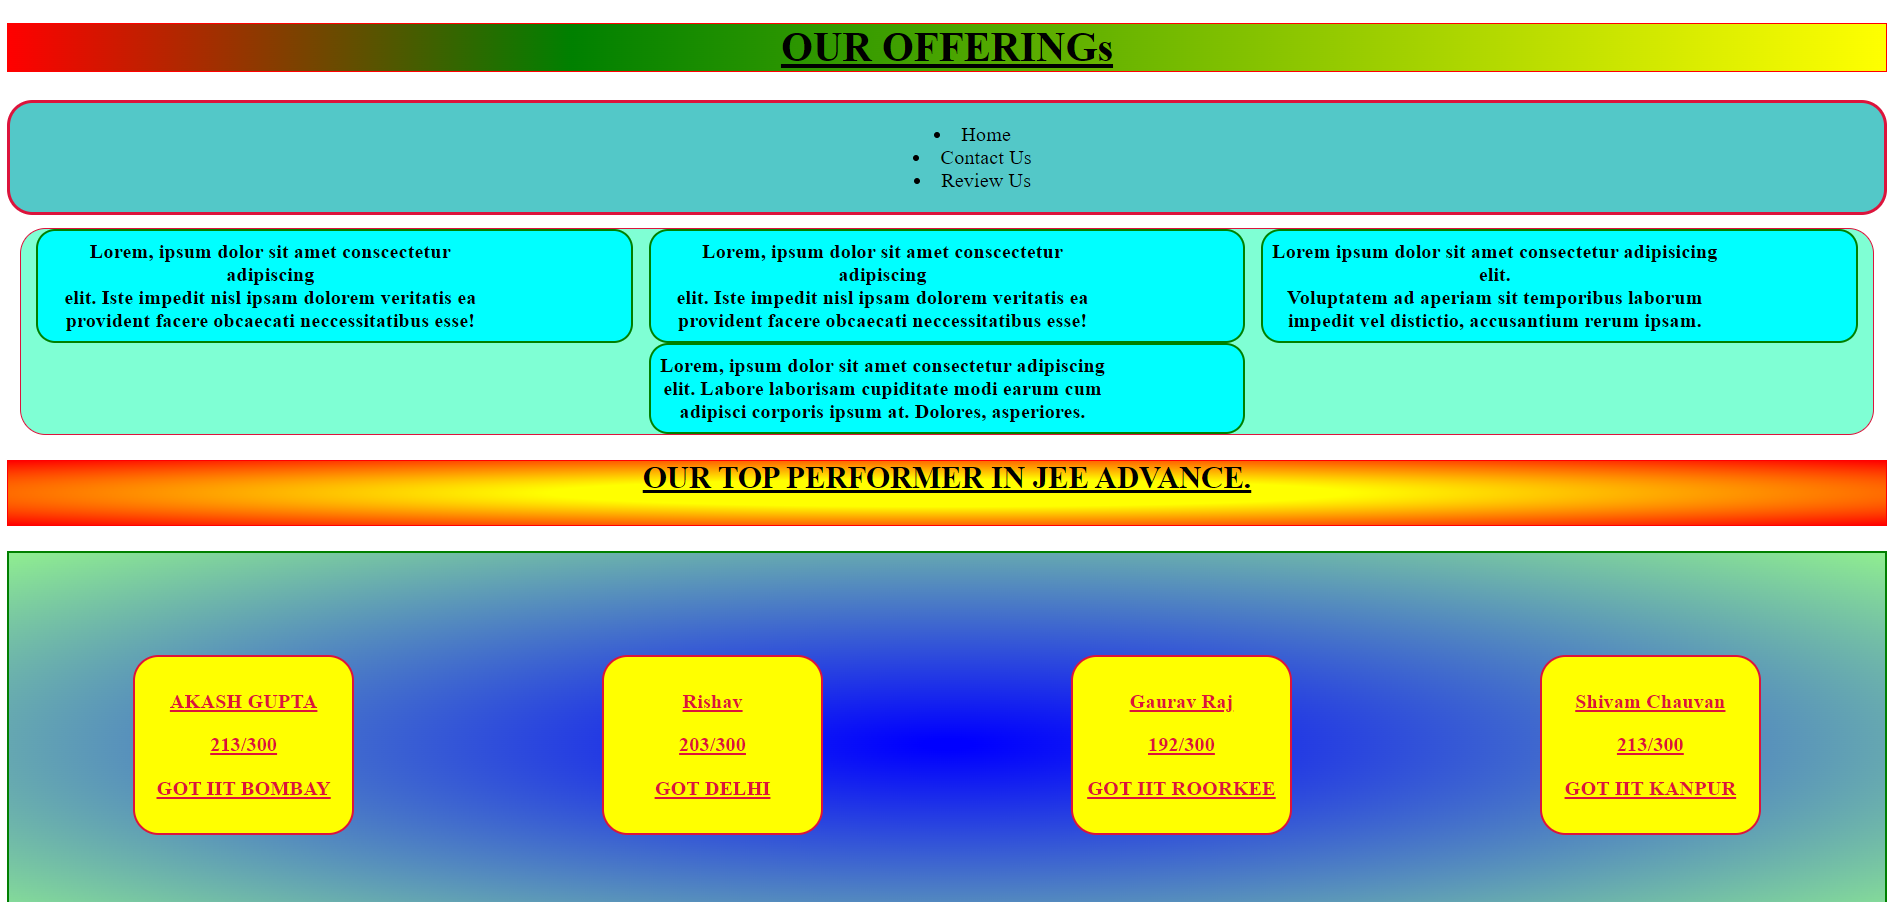 OUR OFFERINGs
Home
Contact Us
Review Us
Lorem, ipsum dolor sit amet conscectetur
adipiscing
elit. Iste impedit nisl ipsam dolorem veritatis ea
provident facere obcaecati neccessitatibus esse!
Lorem, ipsum dolor sit amet conscectetur
adipiscing
elit. Iste impedit nisl ipsam dolorem veritatis ea
provident facere obcaecati neccessitatibus esse!
Lorem ipsum dolor sit amet consectetur adipisicing
elit.
Voluptatem ad aperiam sit temporibus laborum
impedit vel distictio, accusantium rerum ipsam.
Lorem, ipsum dolor sit amet consectetur adipiscing
elit. Labore laborisam cupiditate modi earum cum
adipisci corporis ipsum at. Dolores, asperiores.
OUR TOP PERFORMER IN JEE ADVANCE.
AKASH GUPTA
213/300
GOT IIT BOMBAY
Rishav
203/300
GOT DELHI
Gaurav Raj
192/300
GOT IIT ROORKEE
Shivam Chauvan
213/300
GOT IIT KANPUR